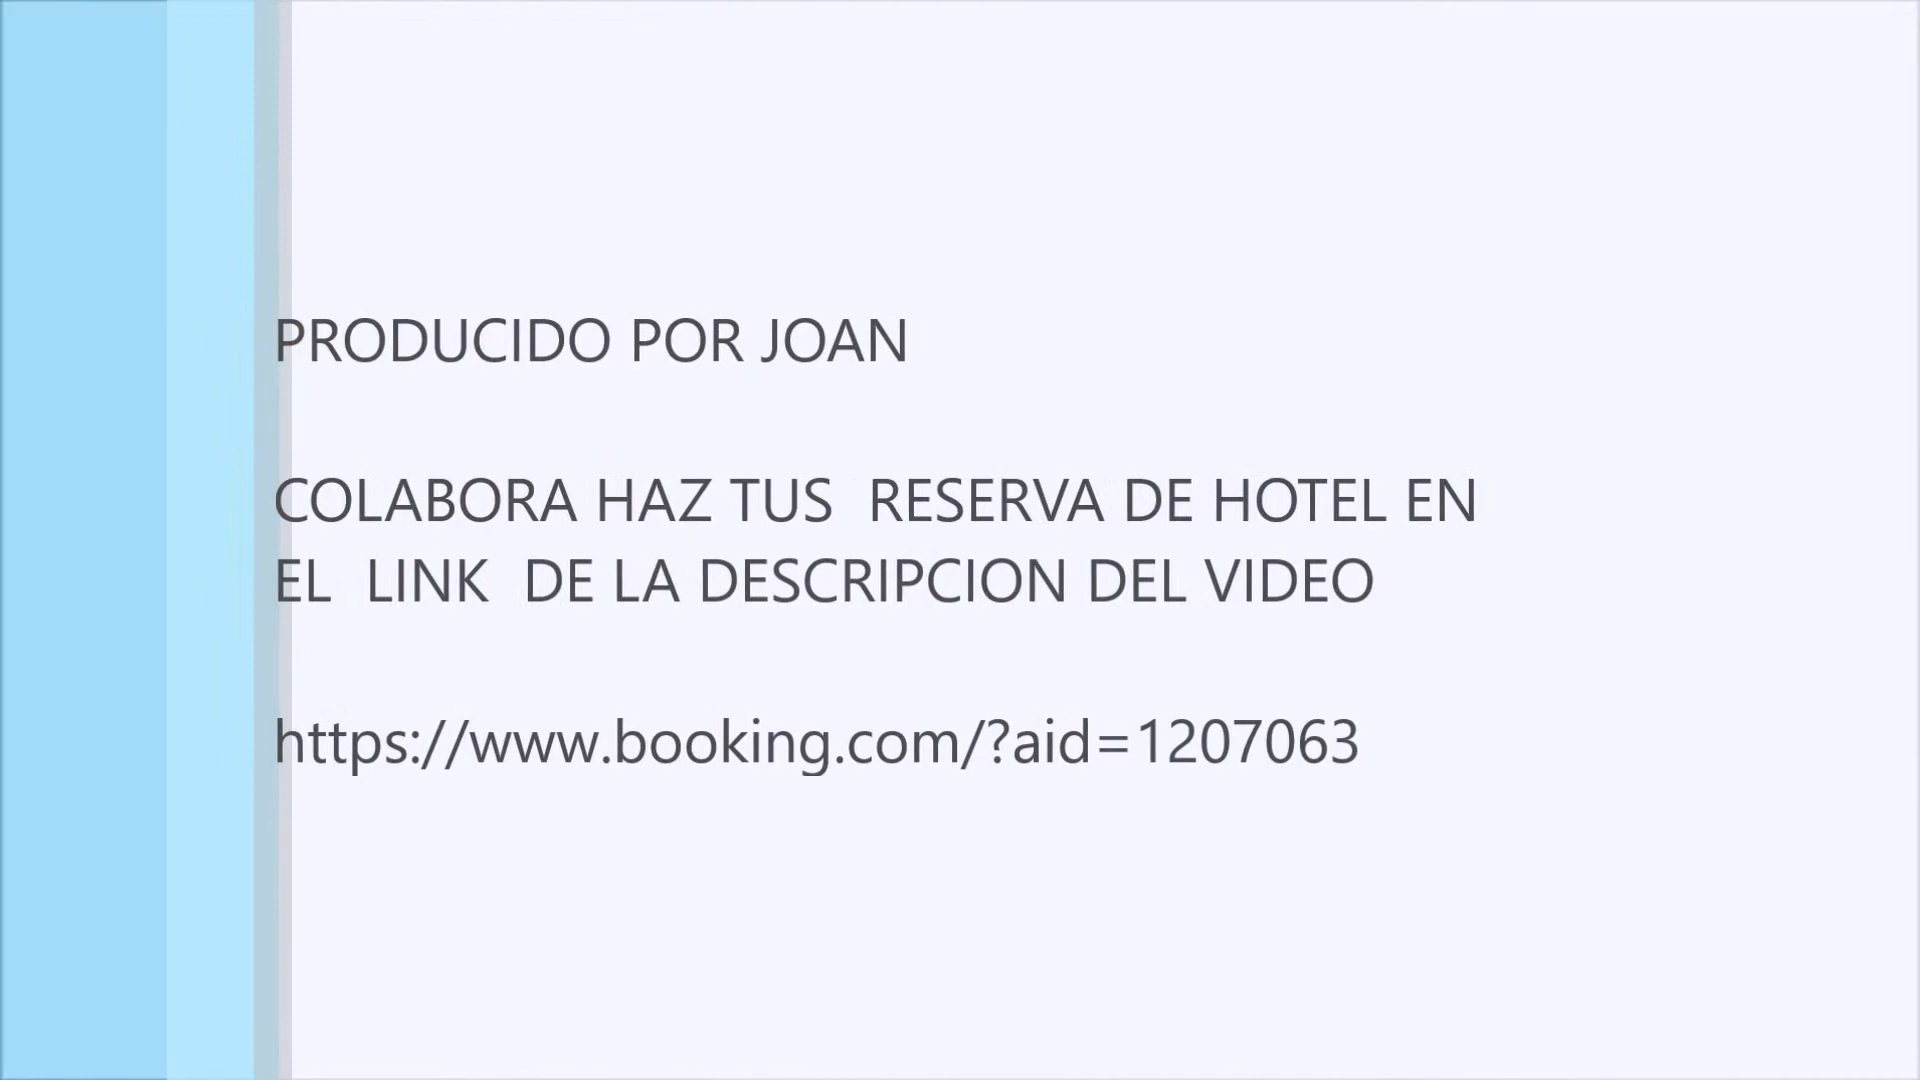 PRODUCIDO POR JOAN
COLABORA HAZ TUS  RESERVA DE HOTEL EN
EL  LINK  DE LA DESCRIPCION DEL VIDEO
https://www.booking.com/?aid=1207063